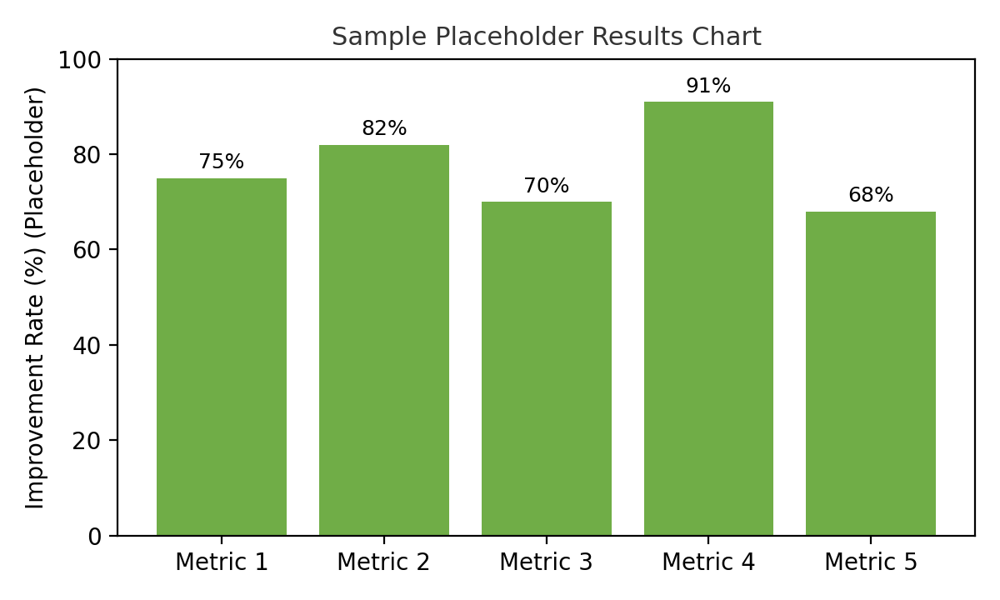 Sample Placeholder Results Chart
Improvement Rate (%) (Placeholder)
100
80
60
40
20
0
75%
82%
70%
91%
68%
Metric 1
Metric 2
Metric 3
Metric 4
Metric 5